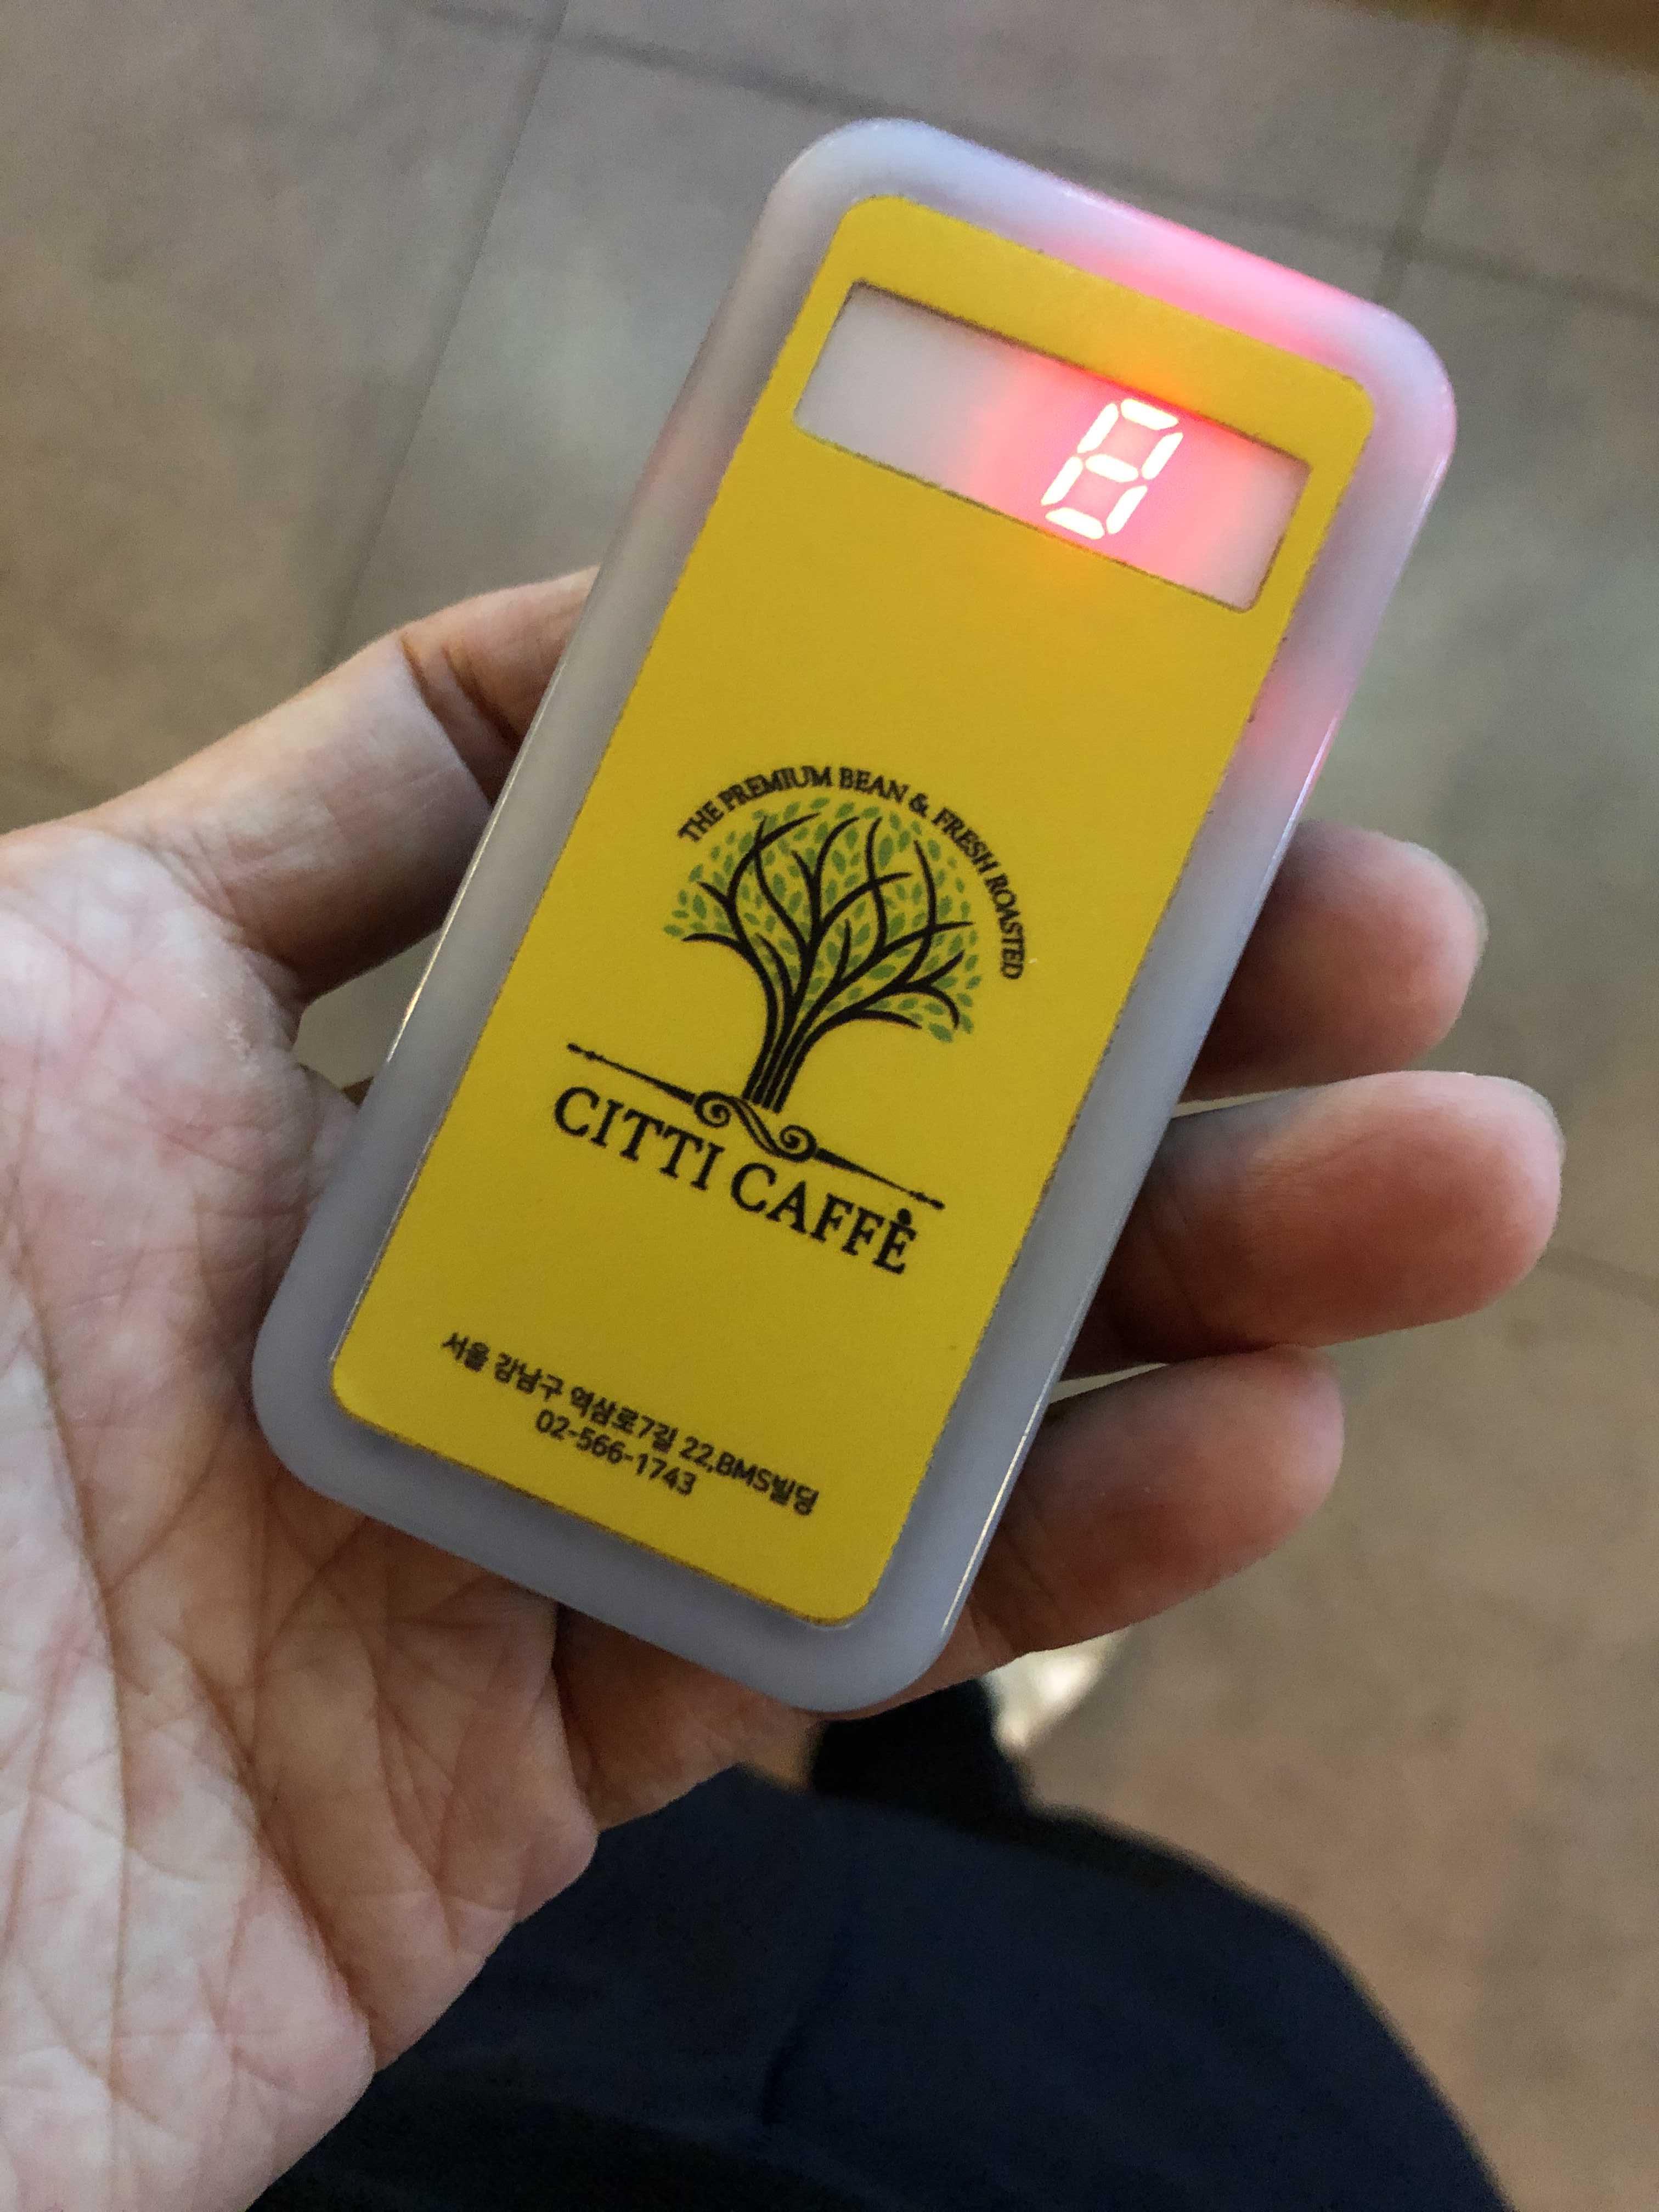 8
THE PREMIUM BEAN & FRESH ROASTED
CITTI CAFFÈ
서울 강남구 역삼로7길 22,BMS빌딩
02-566-1743